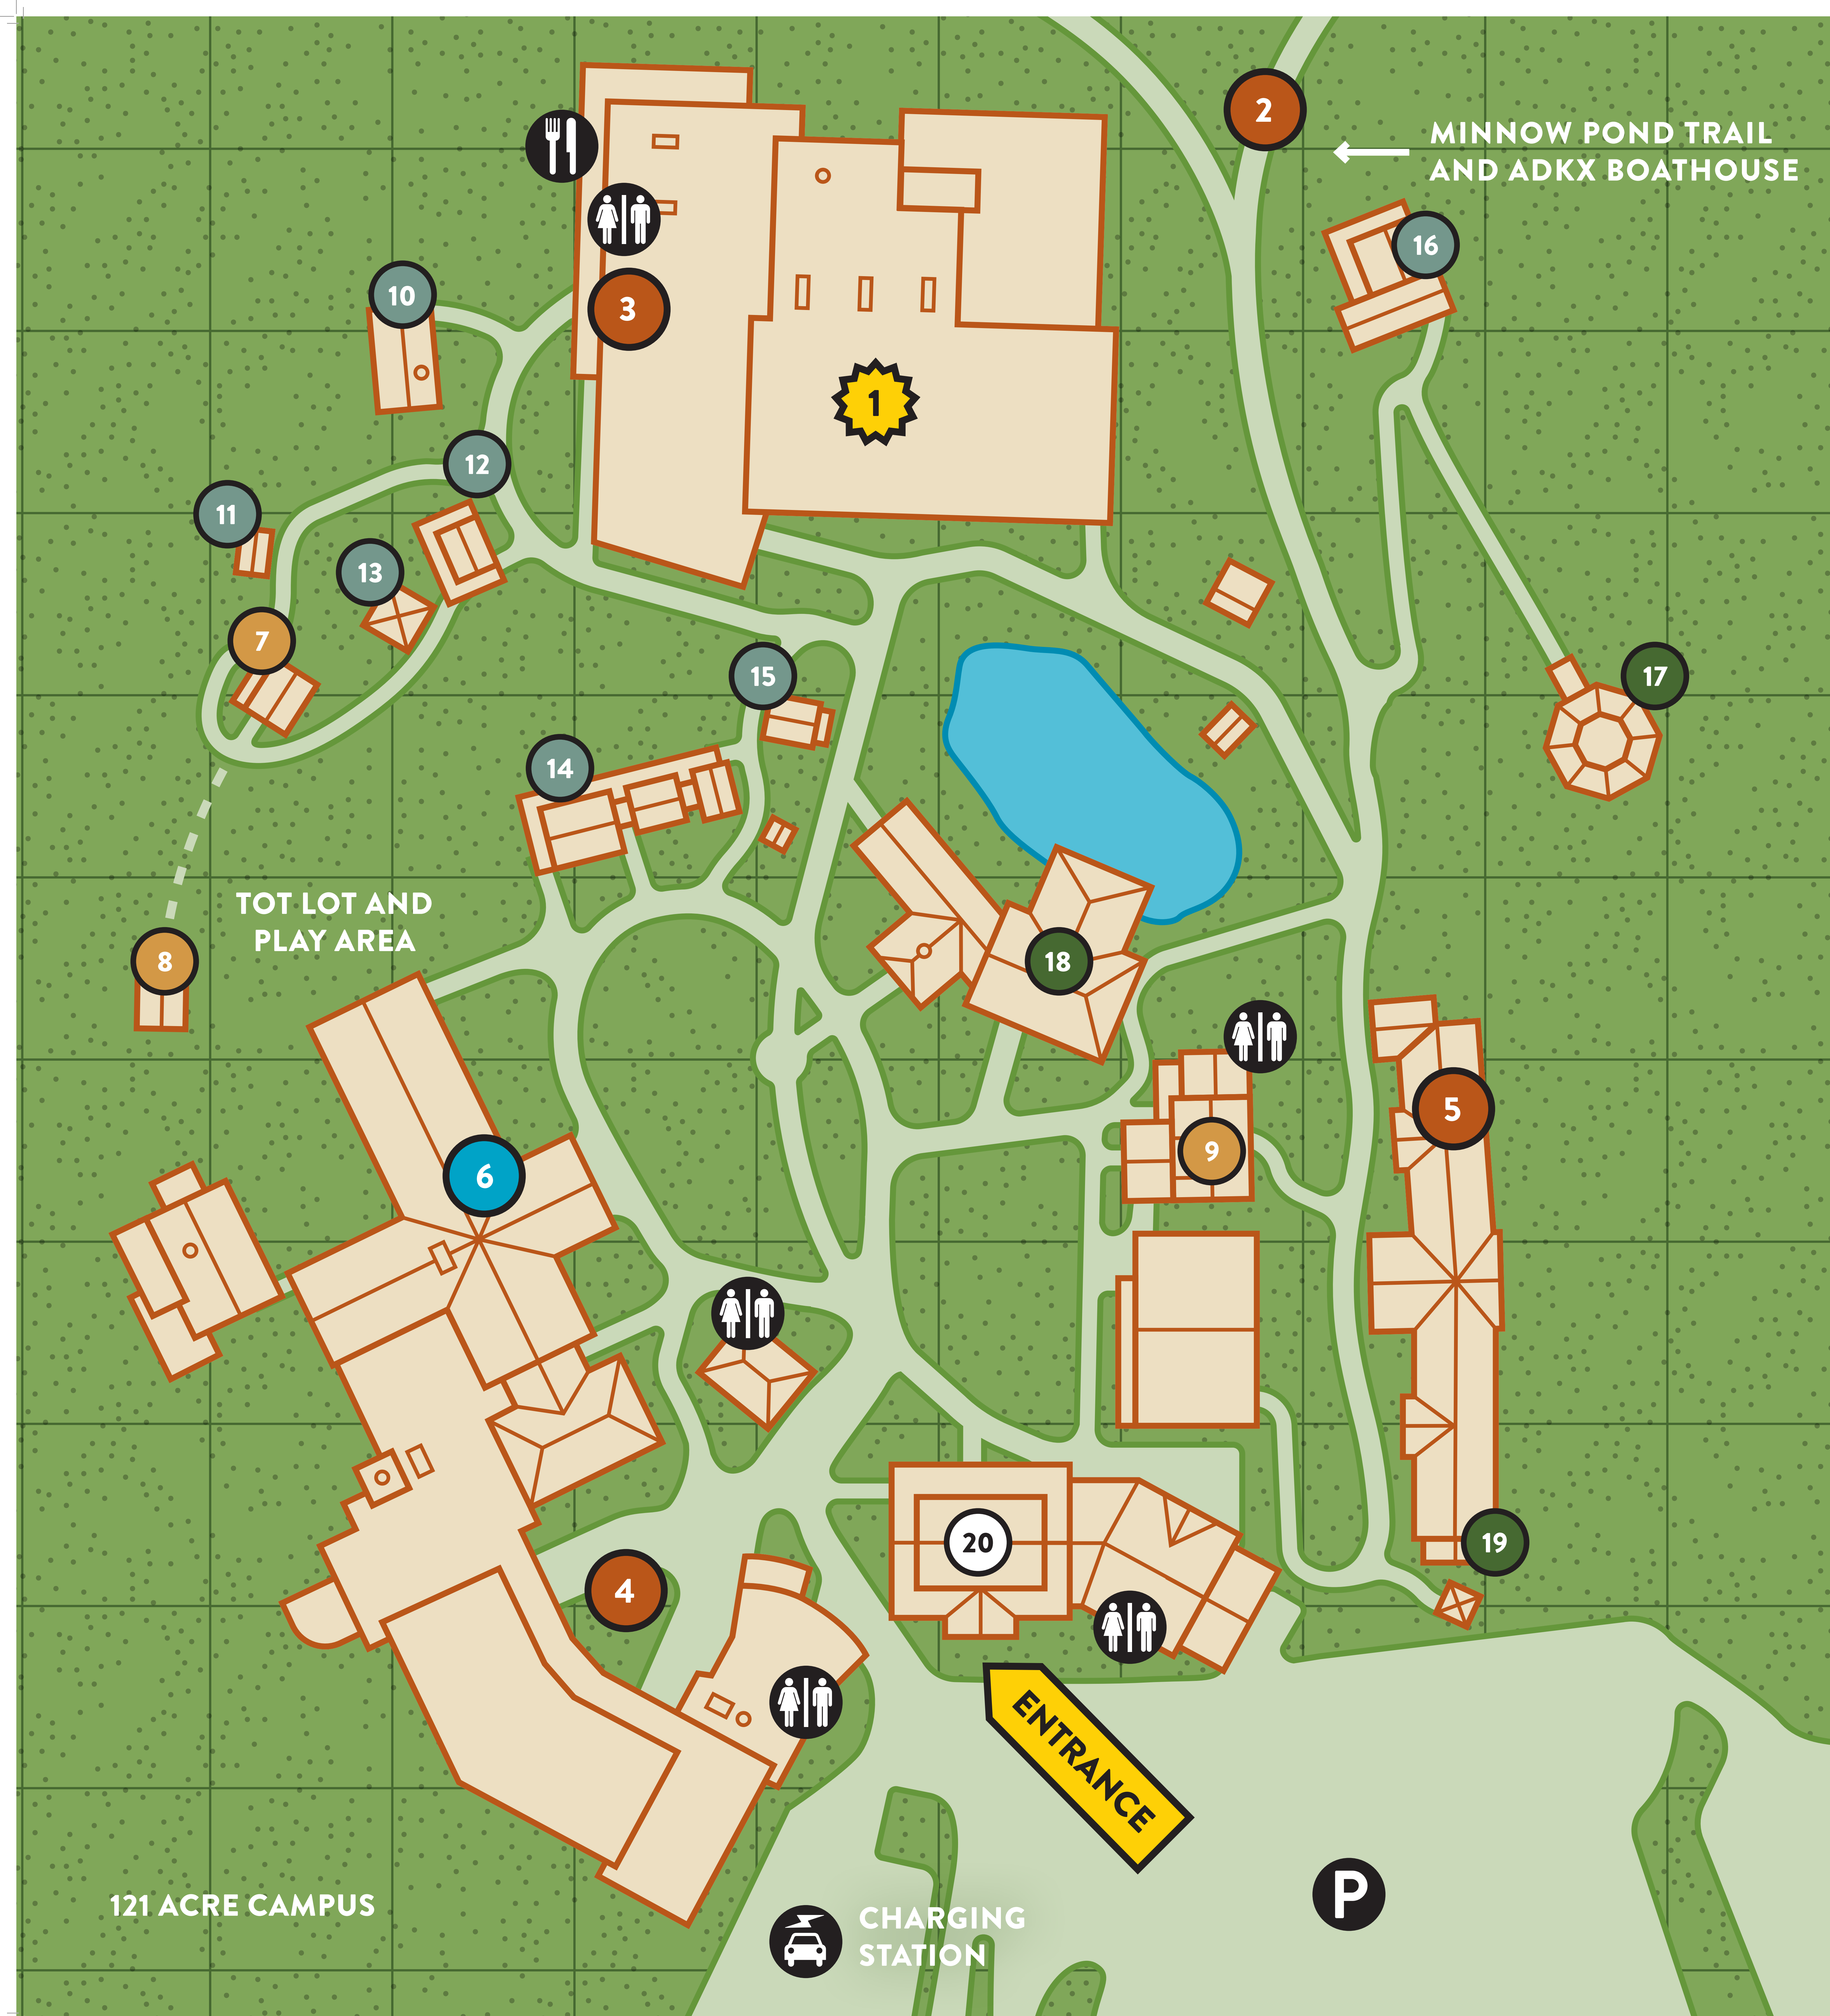 2
MINNOW POND TRAIL
AND ADKX BOATHOUSE
16
10
3
1
12
11
13
7
15
17
14
TOT LOT AND
PLAY AREA
8
18
5
9
6
20
19
4
ENTRANCE
121 ACRE CAMPUS
P
CHARGING
STATION